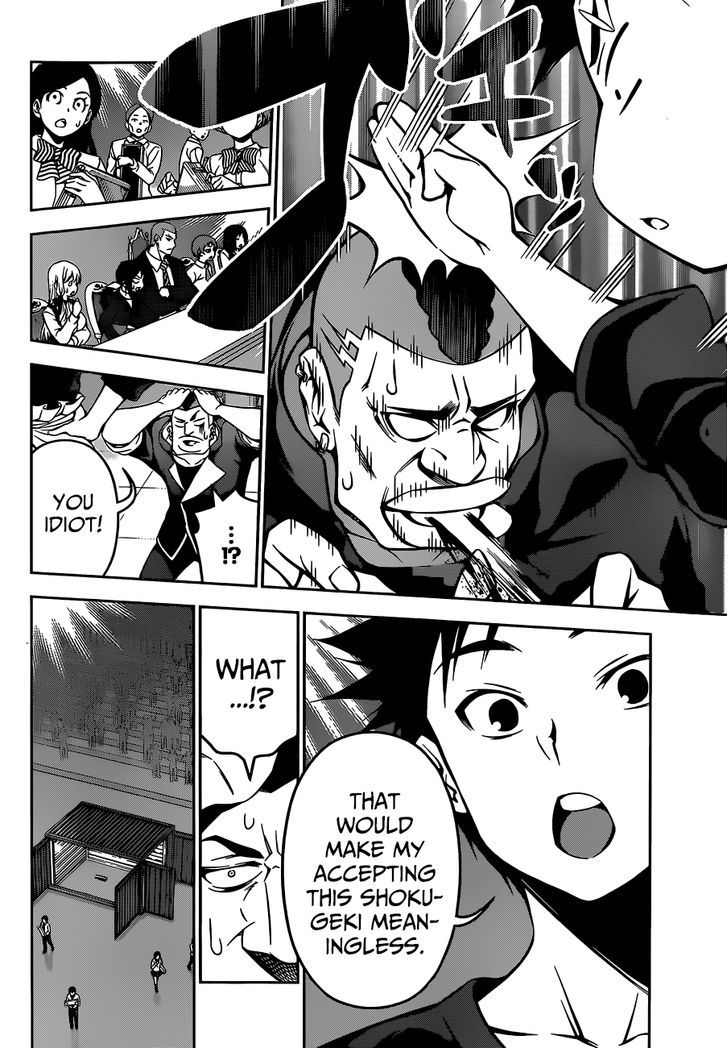 YOU
IDIOT!
...
!?
WHAT
...!?
THAT
WOULD
MAKE MY
ACCEPTING
THIS SHOKU-
GEKI MEAN-
INGLESS.